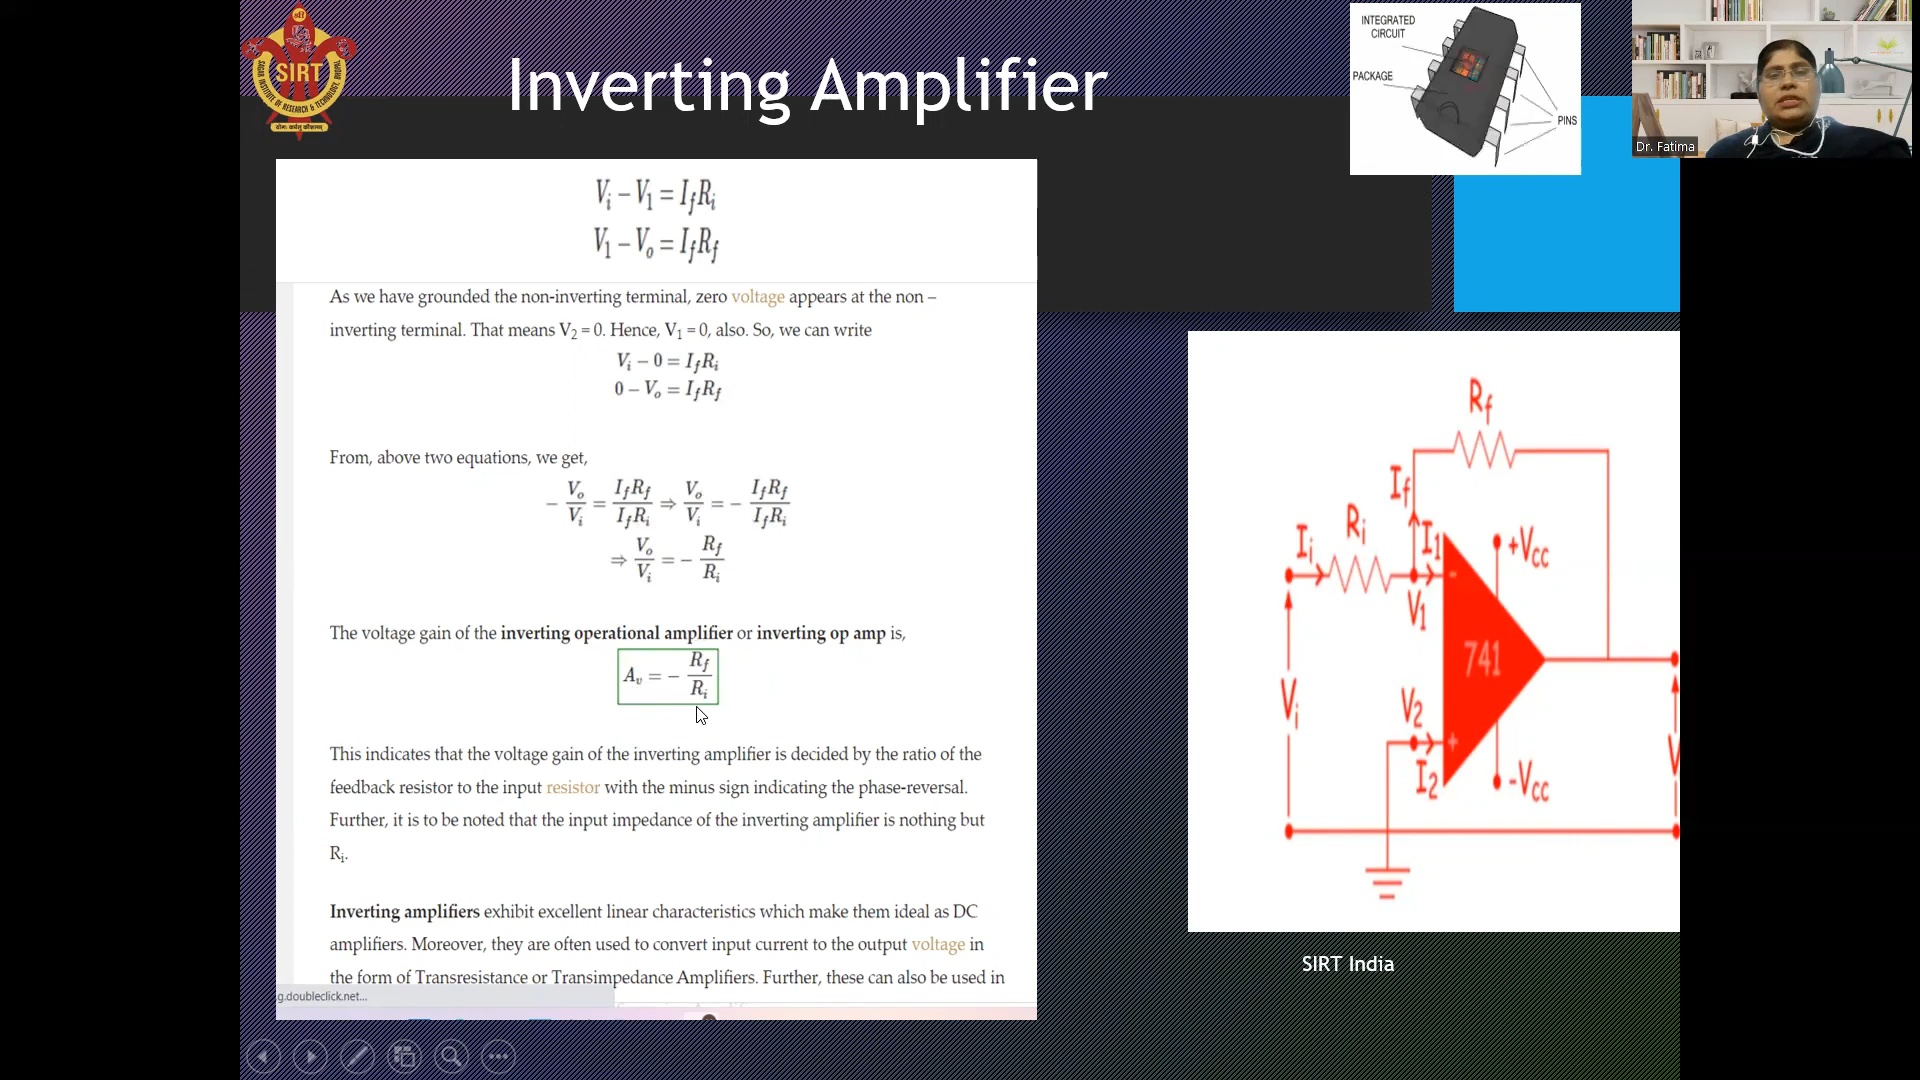 SIRT
SAGAR INSTITUTE OF RESEARCH & TECHNOLOGY, BHOPAL
Inverting Amplifier
INTEGRATED
CIRCUIT
PACKAGE
PINS
Dr. Fatima
Vi − V1 = IfRi
V1 − Vo = IfRf
As we have grounded the non-inverting terminal, zero voltage appears at the non –
inverting terminal. That means V2 = 0. Hence, V1 = 0, also. So, we can write
Vi − 0 = IfRi
0 − Vo = IfRf
From, above two equations, we get,
− Vo/Vi = IfRf/IfRi ⇒ Vo/Vi = − IfRf/IfRi
⇒ Vo/Vi = − Rf/Ri
The voltage gain of the inverting operational amplifier or inverting op amp is,
Av = − Rf/Ri
This indicates that the voltage gain of the inverting amplifier is decided by the ratio of the
feedback resistor to the input resistor with the minus sign indicating the phase-reversal.
Further, it is to be noted that the input impedance of the inverting amplifier is nothing but
Ri.
Inverting amplifiers exhibit excellent linear characteristics which make them ideal as DC
amplifiers. Moreover, they are often used to convert input current to the output voltage in
the form of Transresistance or Transimpedance Amplifiers. Further, these can also be used in
g.doubleclick.net...
Rf
If
Ri
Ii
I1
+Vcc
-
V1
741
Vi
V2
+
I2
-Vcc
V
SIRT India